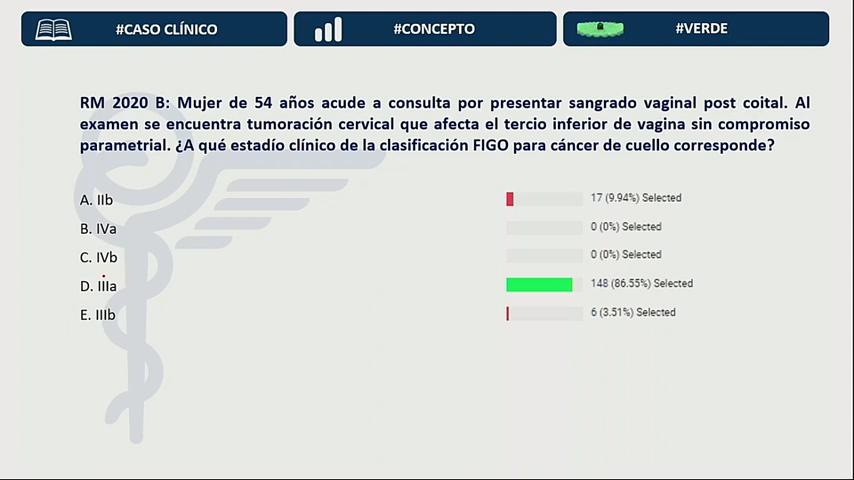 #CASO CLÍNICO
#CONCEPTO
#VERDE
RM 2020 B: Mujer de 54 años acude a consulta por presentar sangrado vaginal post coital. Al
examen se encuentra tumoración cervical que afecta el tercio inferior de vagina sin compromiso
parametrial. ¿A qué estadío clínico de la clasificación FIGO para cáncer de cuello corresponde?
A. IIb
17 (9.94%) Selected
B. IVa
0 (0%) Selected
C. IVb
0 (0%) Selected
D. IIIa
148 (86.55%) Selected
E. IIIb
6 (3.51%) Selected